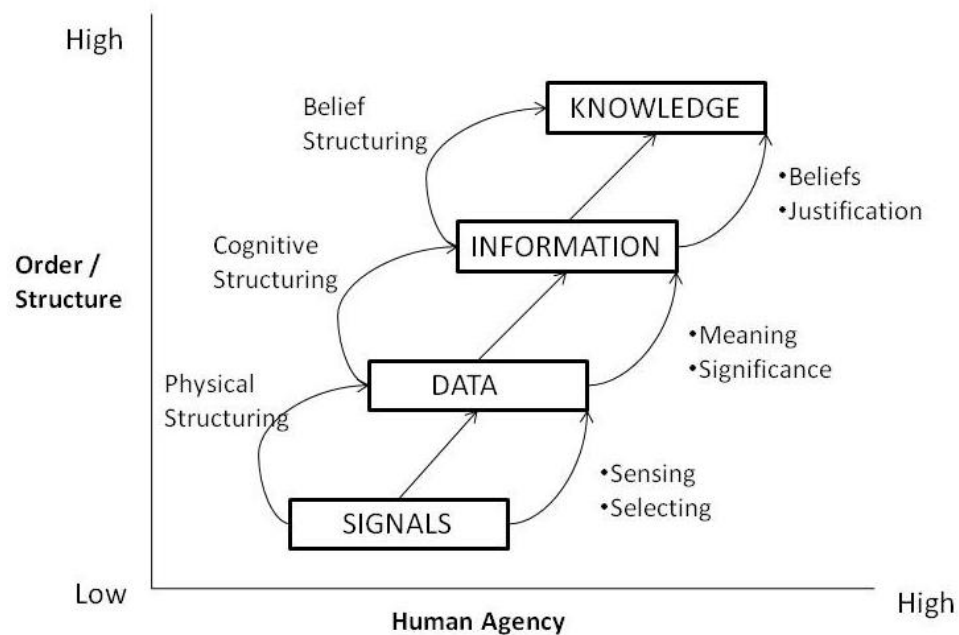 High
KNOWLEDGE
Belief
Structuring
•Beliefs
•Justification
INFORMATION
Cognitive
Structuring
Order /
Structure
•Meaning
•Significance
DATA
Physical
Structuring
•Sensing
•Selecting
SIGNALS
Low
High
Human Agency